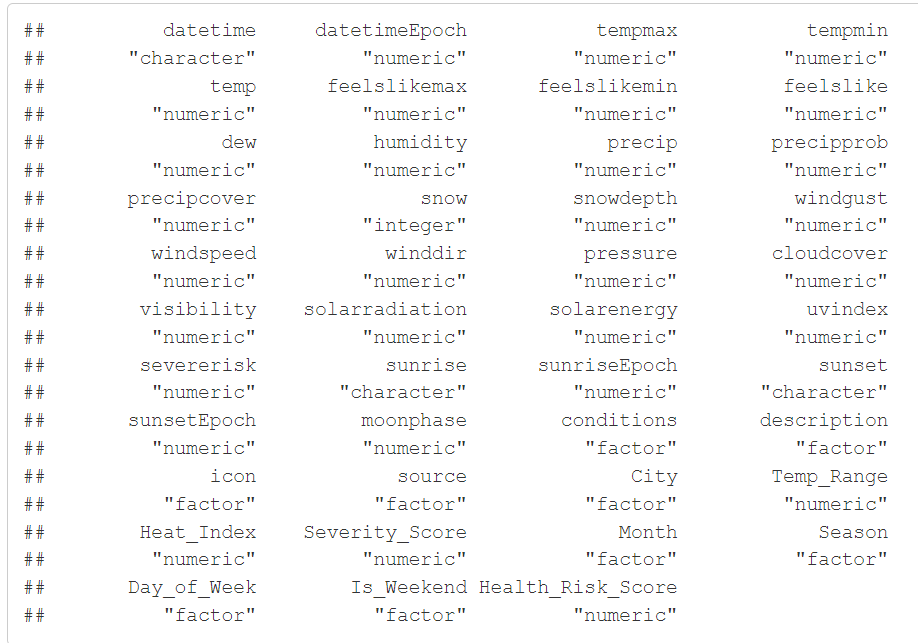 ##          datetime     datetimeEpoch           tempmax           tempmin
##       "character"         "numeric"         "numeric"         "numeric"
##              temp      feelslikemax      feelslikemin         feelslike
##         "numeric"         "numeric"         "numeric"         "numeric"
##               dew          humidity            precip        precipprob
##         "numeric"         "numeric"         "numeric"         "numeric"
##       precipcover              snow         snowdepth          windgust
##         "numeric"         "integer"         "numeric"         "numeric"
##         windspeed           winddir          pressure        cloudcover
##         "numeric"         "numeric"         "numeric"         "numeric"
##        visibility    solarradiation       solarenergy           uvindex
##         "numeric"         "numeric"         "numeric"         "numeric"
##        severerisk           sunrise      sunriseEpoch            sunset
##         "numeric"       "character"         "numeric"       "character"
##       sunsetEpoch         moonphase        conditions       description
##         "numeric"         "numeric"          "factor"          "factor"
##              icon            source              City        Temp_Range
##          "factor"          "factor"          "factor"         "numeric"
##        Heat_Index    Severity_Score             Month            Season
##         "numeric"         "numeric"          "factor"          "factor"
##       Day_of_Week        Is_Weekend Health_Risk_Score
##          "factor"          "factor"         "numeric"